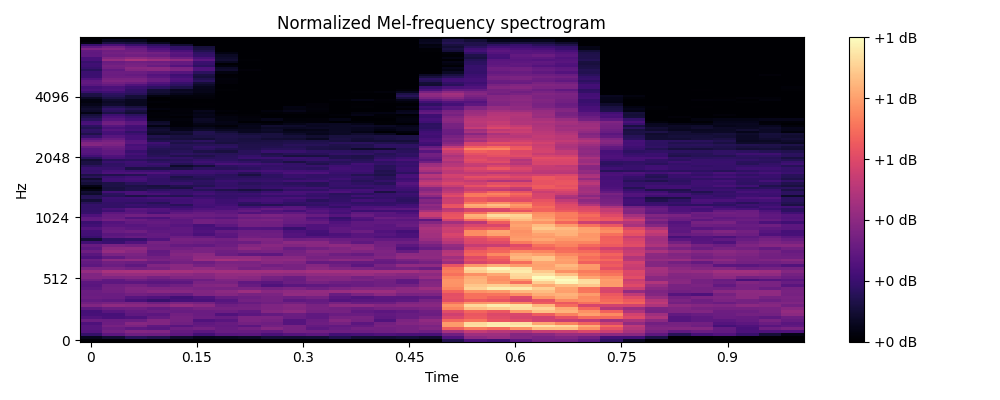 Normalized Mel-frequency spectrogram
Hz
4096
2048
1024
512
0
0 0.15 0.3 0.45 0.6 0.75 0.9
Time
+1 dB
+1 dB
+1 dB
+0 dB
+0 dB
+0 dB